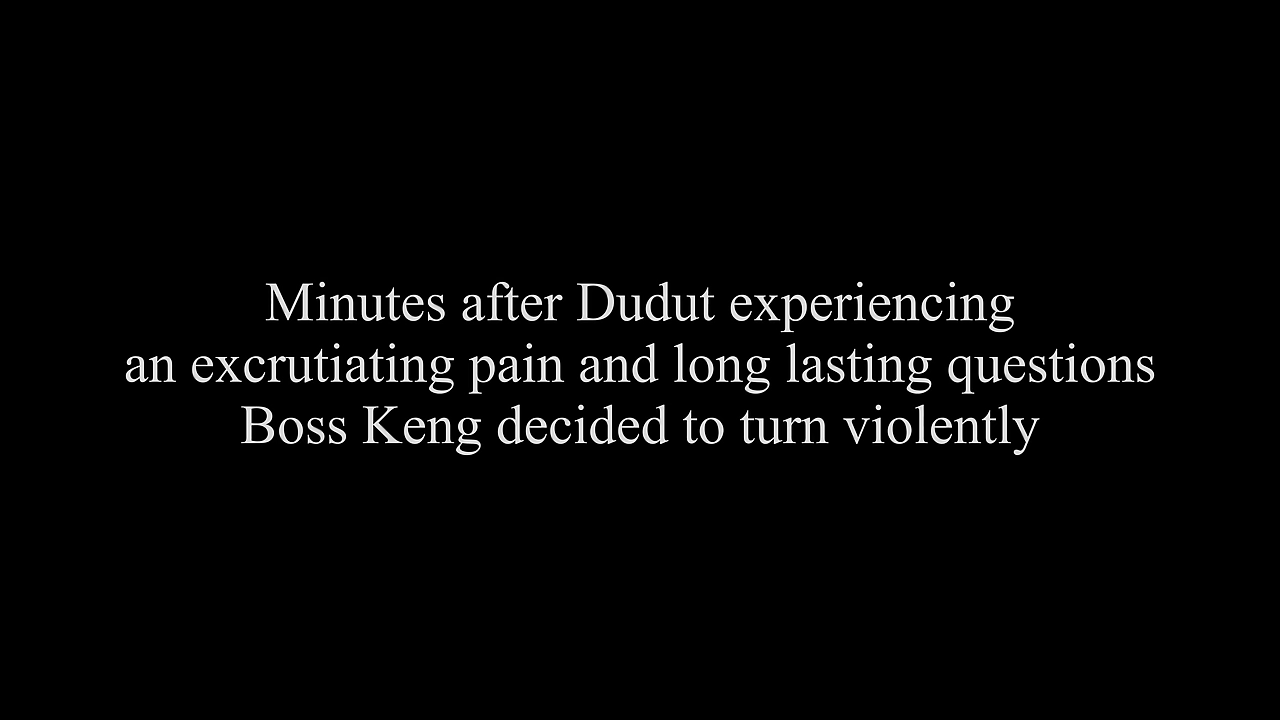 Minutes after Dudut experiencing
an excrutiating pain and long lasting questions
Boss Keng decided to turn violently